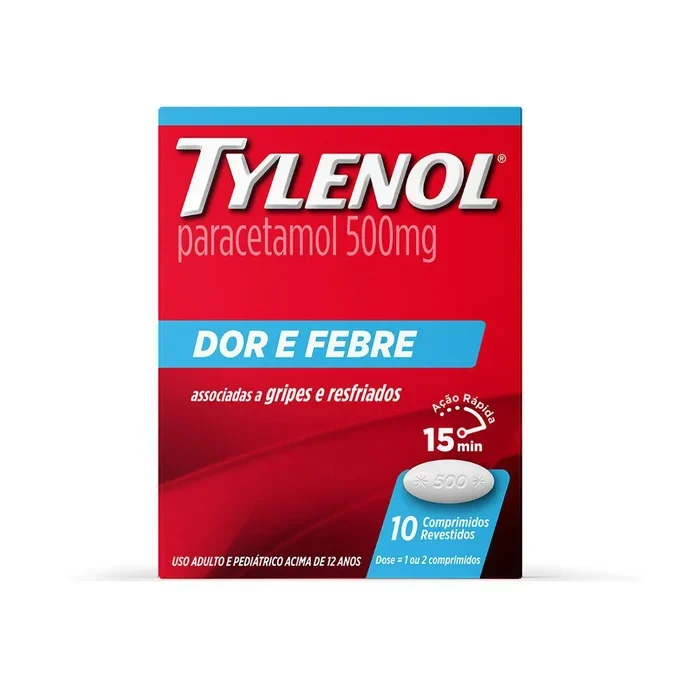 TYLENOL®
paracetamol 500mg
DOR E FEBRE
associadas a gripes e resfriados
Ação Rápida
15 min
500
10 Comprimidos
Revestidos
USO ADULTO E PEDIÁTRICO ACIMA DE 12 ANOS
Dose = 1 ou 2 comprimidos